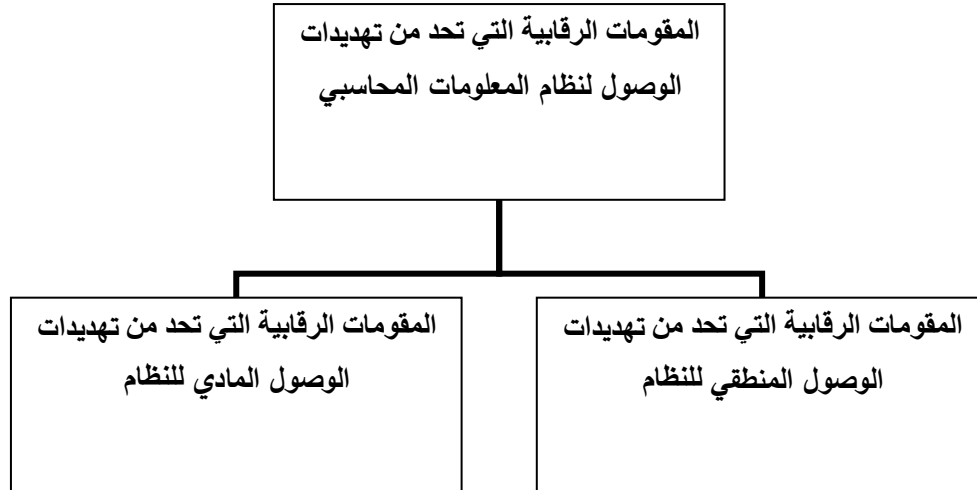 المقومات الرقابية التي تحد من تهديدات
الوصول لنظام المعلومات المحاسبي
المقومات الرقابية التي تحد من تهديدات
الوصول المنطقي للنظام
المقومات الرقابية التي تحد من تهديدات
الوصول المادي للنظام